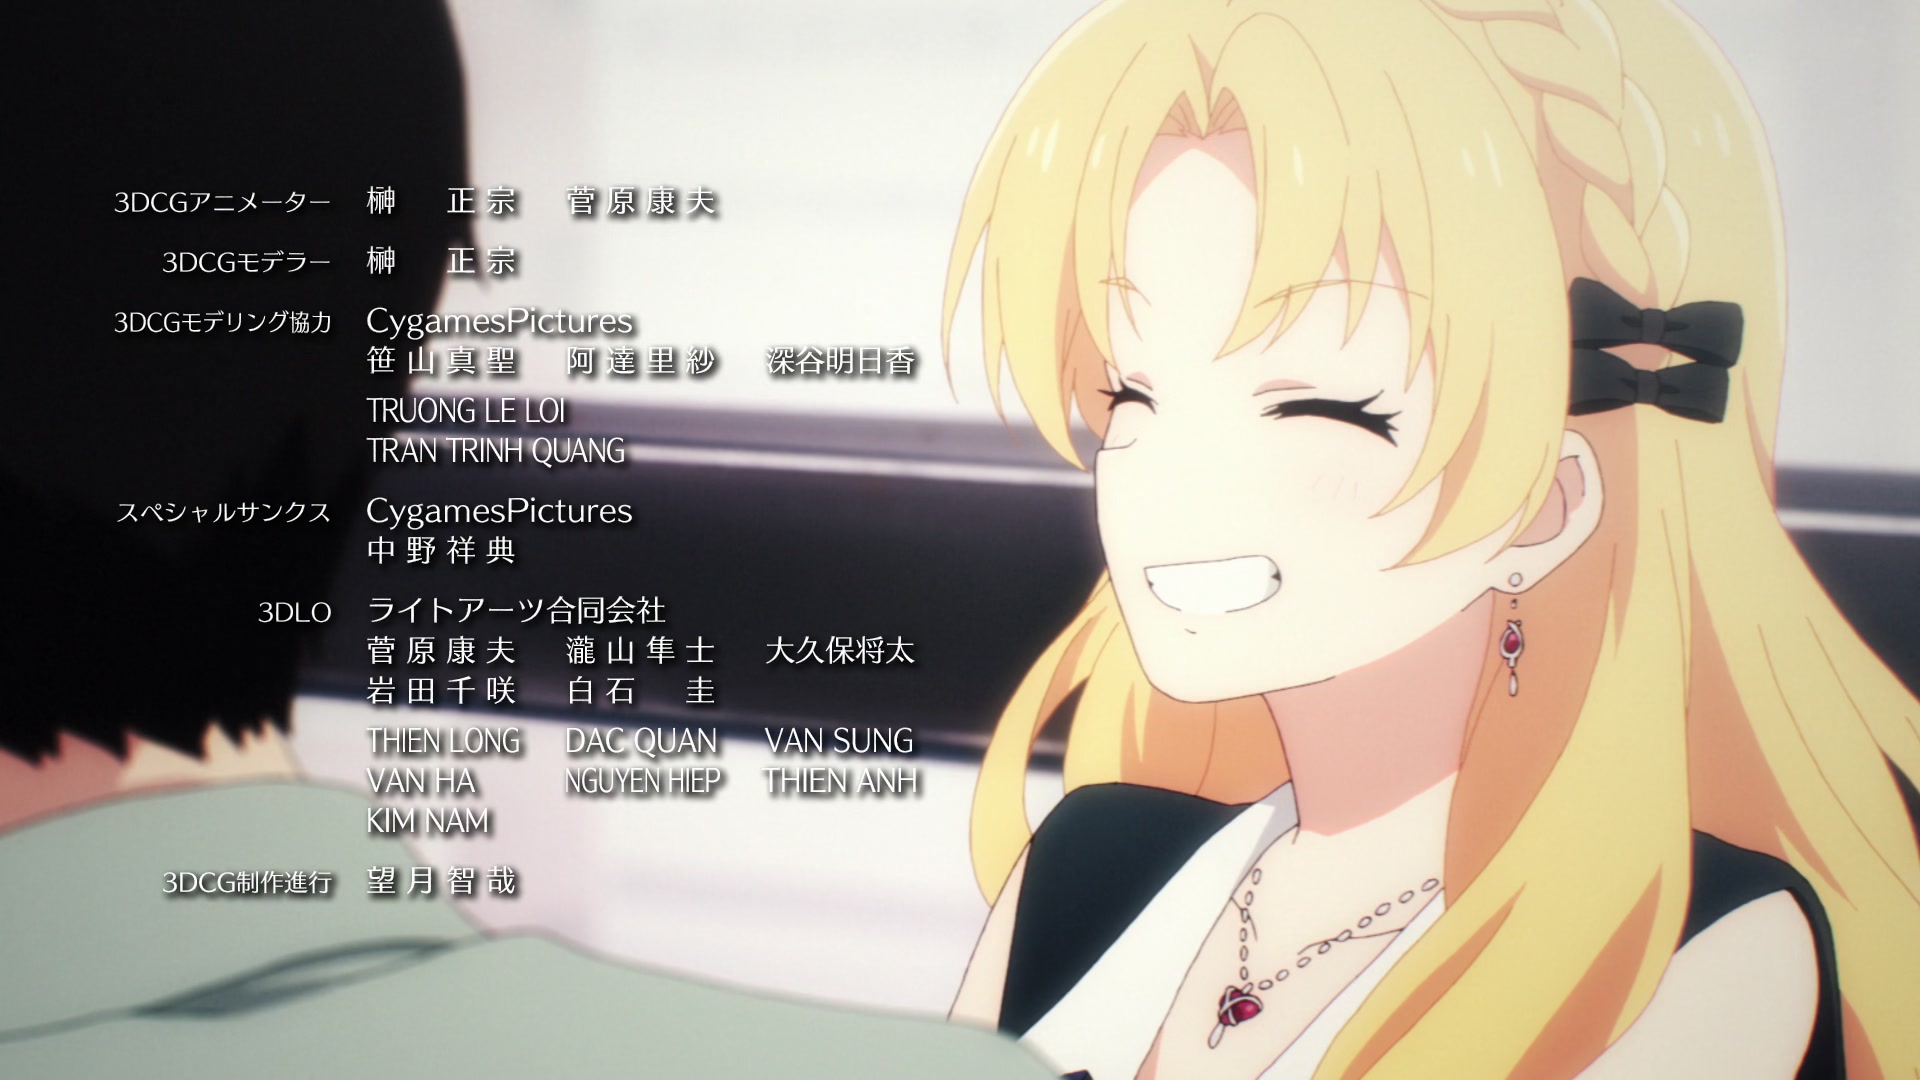 3DCGアニメーター 榊 正宗 菅原康夫
3DCGモデラー 榊 正宗
3DCGモデリング協力 CygamesPictures
笹山真聖 阿達里紗 深谷明日香
TRUONG LE LOI
TRAN TRINH QUANG
スペシャルサンクス CygamesPictures
中野祥典
3DLO ライトアーツ合同会社
菅原康夫 瀧山隼士 大久保将太
岩田千咲 白石 圭
THIEN LONG DAC QUAN VAN SUNG
VAN HA NGUYEN HIEP THIEN ANH
KIM NAM
3DCG制作進行 望月智哉